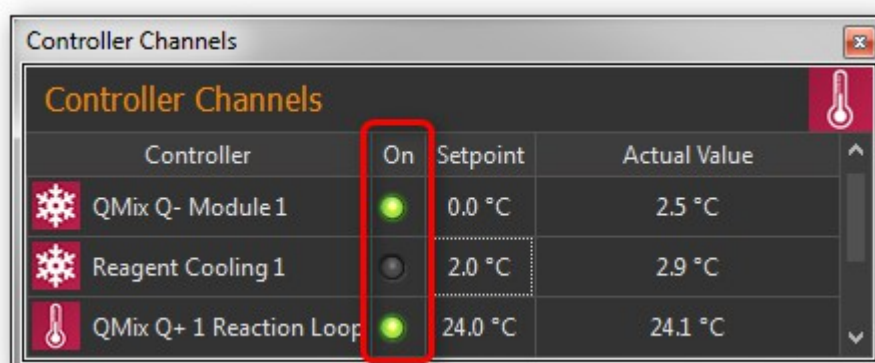 Controller Channels
Controller Channels
Controller On Setpoint Actual Value
QMix Q- Module 1 0.0 °C 2.5 °C
Reagent Cooling 1 2.0 °C 2.9 °C
QMix Q+ 1 Reaction Loop 24.0 °C 24.1 °C